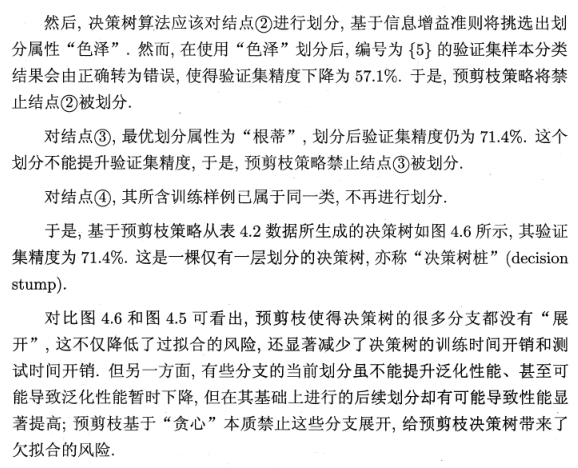 然后, 决策树算法应该对结点②进行划分, 基于信息增益准则将挑选出划
分属性“色泽”. 然而, 在使用“色泽”划分后, 编号为 {5} 的验证集样本分类
结果会由正确转为错误, 使得验证集精度下降为 57.1%. 于是, 预剪枝策略将禁
止结点②被划分.
对结点③, 最优划分属性为“根蒂”, 划分后验证集精度仍为 71.4%. 这个
划分不能提升验证集精度, 于是, 预剪枝策略禁止结点③被划分.
对结点④, 其所含训练样例已属于同一类, 不再进行划分.
于是, 基于预剪枝策略从表 4.2 数据所生成的决策树如图 4.6 所示, 其验证
集精度为 71.4%. 这是一棵仅有一层划分的决策树, 亦称“决策树桩”(decision
stump).
对比图 4.6 和图 4.5 可看出, 预剪枝使得决策树的很多分支都没有“展
开”, 这不仅降低了过拟合的风险, 还显著减少了决策树的训练时间开销和测
试时间开销. 但另一方面, 有些分支的当前划分虽不能提升泛化性能、甚至可
能导致泛化性能暂时下降, 但在其基础上进行的后续划分却有可能导致性能显
著提高; 预剪枝基于“贪心”本质禁止这些分支展开, 给预剪枝决策树带来了
欠拟合的风险.